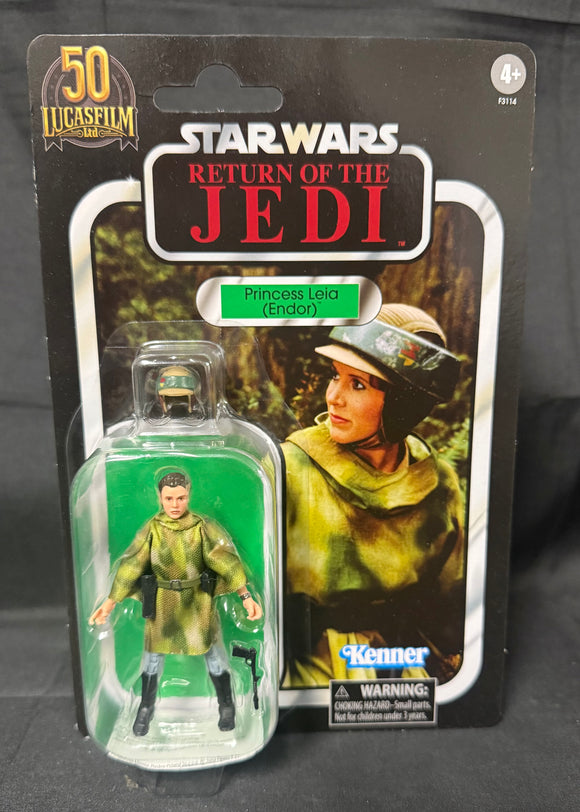 50
LUCASFILM
Ltd
4+
F3114
STAR WARS
RETURN OF THE
JEDI
TM
Princess Leia
(Endor)
Kenner
WARNING:
CHOKING HAZARD–Small parts.
Not for children under 3 years.